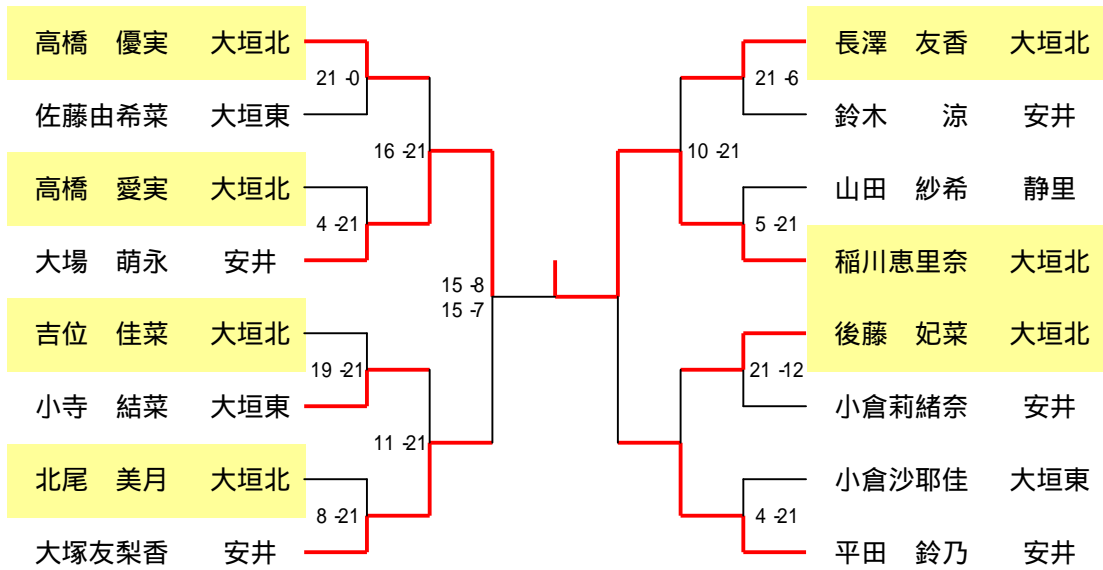 高橋　優実　大垣北
21 -0
佐藤由希菜　大垣東
16 -21
高橋　愛実　大垣北
4 -21
大場　萌永　安井
15 -8
15 -7
吉位　佳菜　大垣北
19 -21
小寺　結菜　大垣東
11 -21
北尾　美月　大垣北
8 -21
大塚友梨香　安井
長澤　友香　大垣北
21 -6
鈴木　涼　安井
10 -21
山田　紗希　静里
5 -21
稲川恵里奈　大垣北
後藤　妃菜　大垣北
21 -12
小倉莉緒奈　安井
小倉沙耶佳　大垣東
4 -21
平田　鈴乃　安井